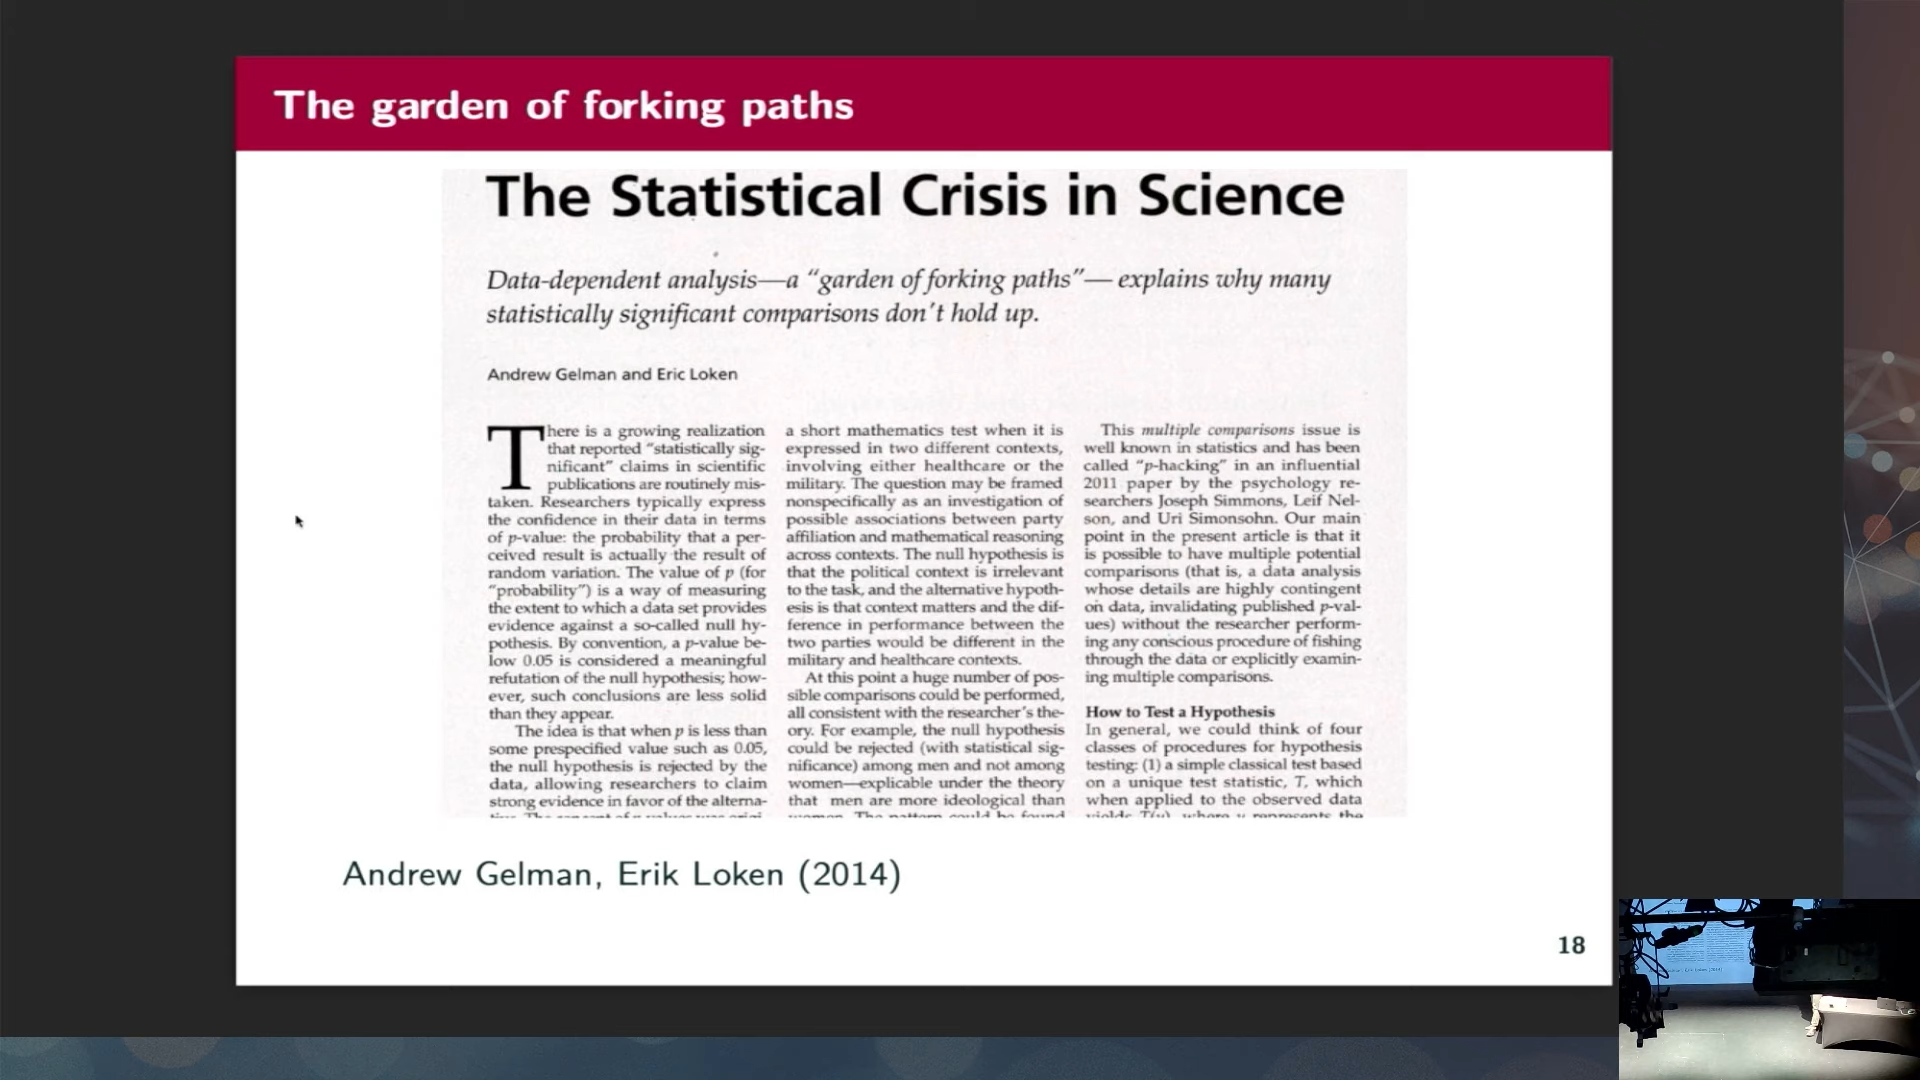 The garden of forking paths
The Statistical Crisis in Science
Data-dependent analysis—a “garden of forking paths”— explains why many
statistically significant comparisons don’t hold up.
Andrew Gelman and Eric Loken
There is a growing realization
that reported “statistically sig-
nificant” claims in scientific
publications are routinely mis-
taken. Researchers typically express
the confidence in their data in terms
of p-value: the probability that a per-
ceived result is actually the result of
random variation. The value of p (for
“probability”) is a way of measuring
the extent to which a data set provides
evidence against a so-called null hy-
pothesis. By convention, a p-value be-
low 0.05 is considered a meaningful
refutation of the null hypothesis; how-
ever, such conclusions are less solid
than they appear.
The idea is that when p is less than
some prespecified value such as 0.05,
the null hypothesis is rejected by the
data, allowing researchers to claim
strong evidence in favor of the alterna-
a short mathematics test when it is
expressed in two different contexts,
involving either healthcare or the
military. The question may be framed
nonspecifically as an investigation of
possible associations between party
affiliation and mathematical reasoning
across contexts. The null hypothesis is
that the political context is irrelevant
to the task, and the alternative hypoth-
esis is that context matters and the dif-
ference in performance between the
two parties would be different in the
military and healthcare contexts.
At this point a huge number of pos-
sible comparisons could be performed,
all consistent with the researcher’s the-
ory. For example, the null hypothesis
could be rejected (with statistical sig-
nificance) among men and not among
women—explicable under the theory
that men are more ideological than
women. The pattern could be found
This multiple comparisons issue is
well known in statistics and has been
called “p-hacking” in an influential
2011 paper by the psychology re-
searchers Joseph Simmons, Leif Nel-
son, and Uri Simonsohn. Our main
point in the present article is that it
is possible to have multiple potential
comparisons (that is, a data analysis
whose details are highly contingent
on data, invalidating published p-val-
ues) without the researcher perform-
ing any conscious procedure of fishing
through the data or explicitly examin-
ing multiple comparisons.
How to Test a Hypothesis
In general, we could think of four
classes of procedures for hypothesis
testing: (1) a simple classical test based
on a unique test statistic, T, which
when applied to the observed data
yields T(y), where y represents the
Andrew Gelman, Erik Loken (2014)
18